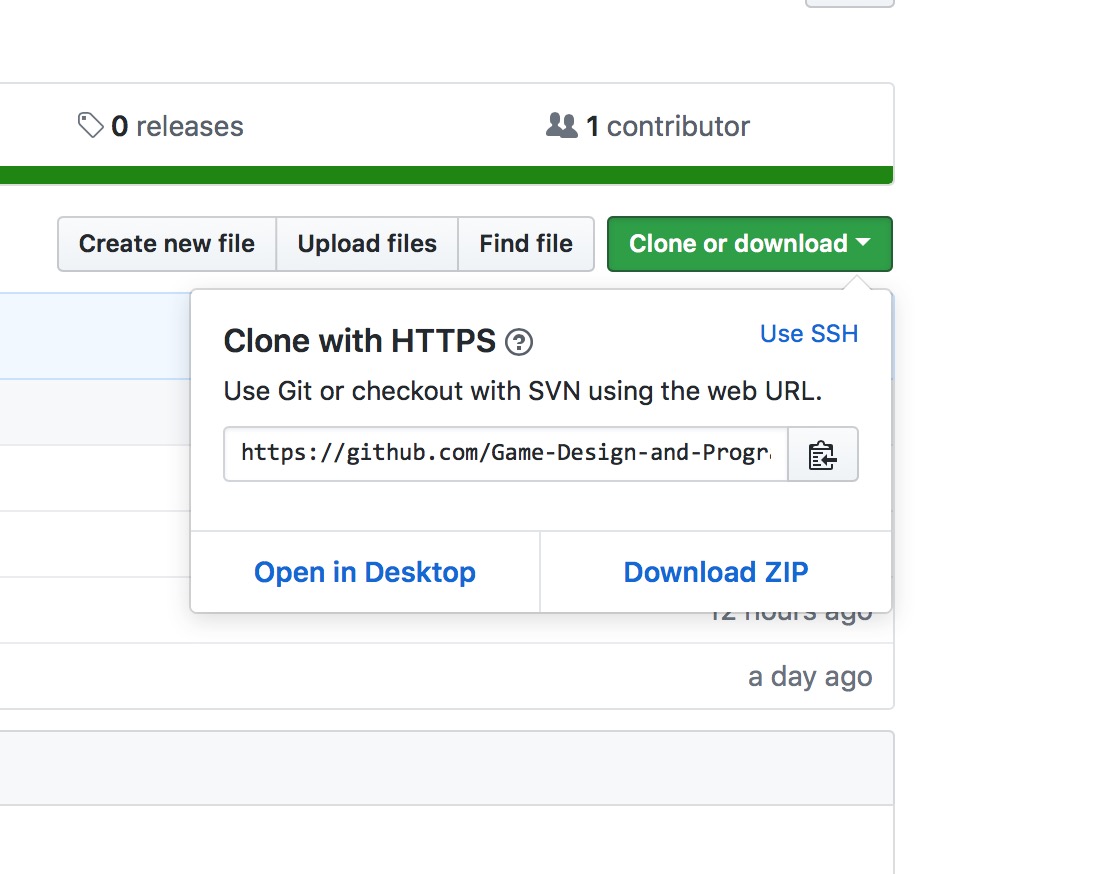 0 releases
1 contributor
Create new file
Upload files
Find file
Clone or download
Clone with HTTPS
Use SSH
Use Git or checkout with SVN using the web URL.
https://github.com/Game-Design-and-Progr
Open in Desktop
Download ZIP
12 hours ago
a day ago